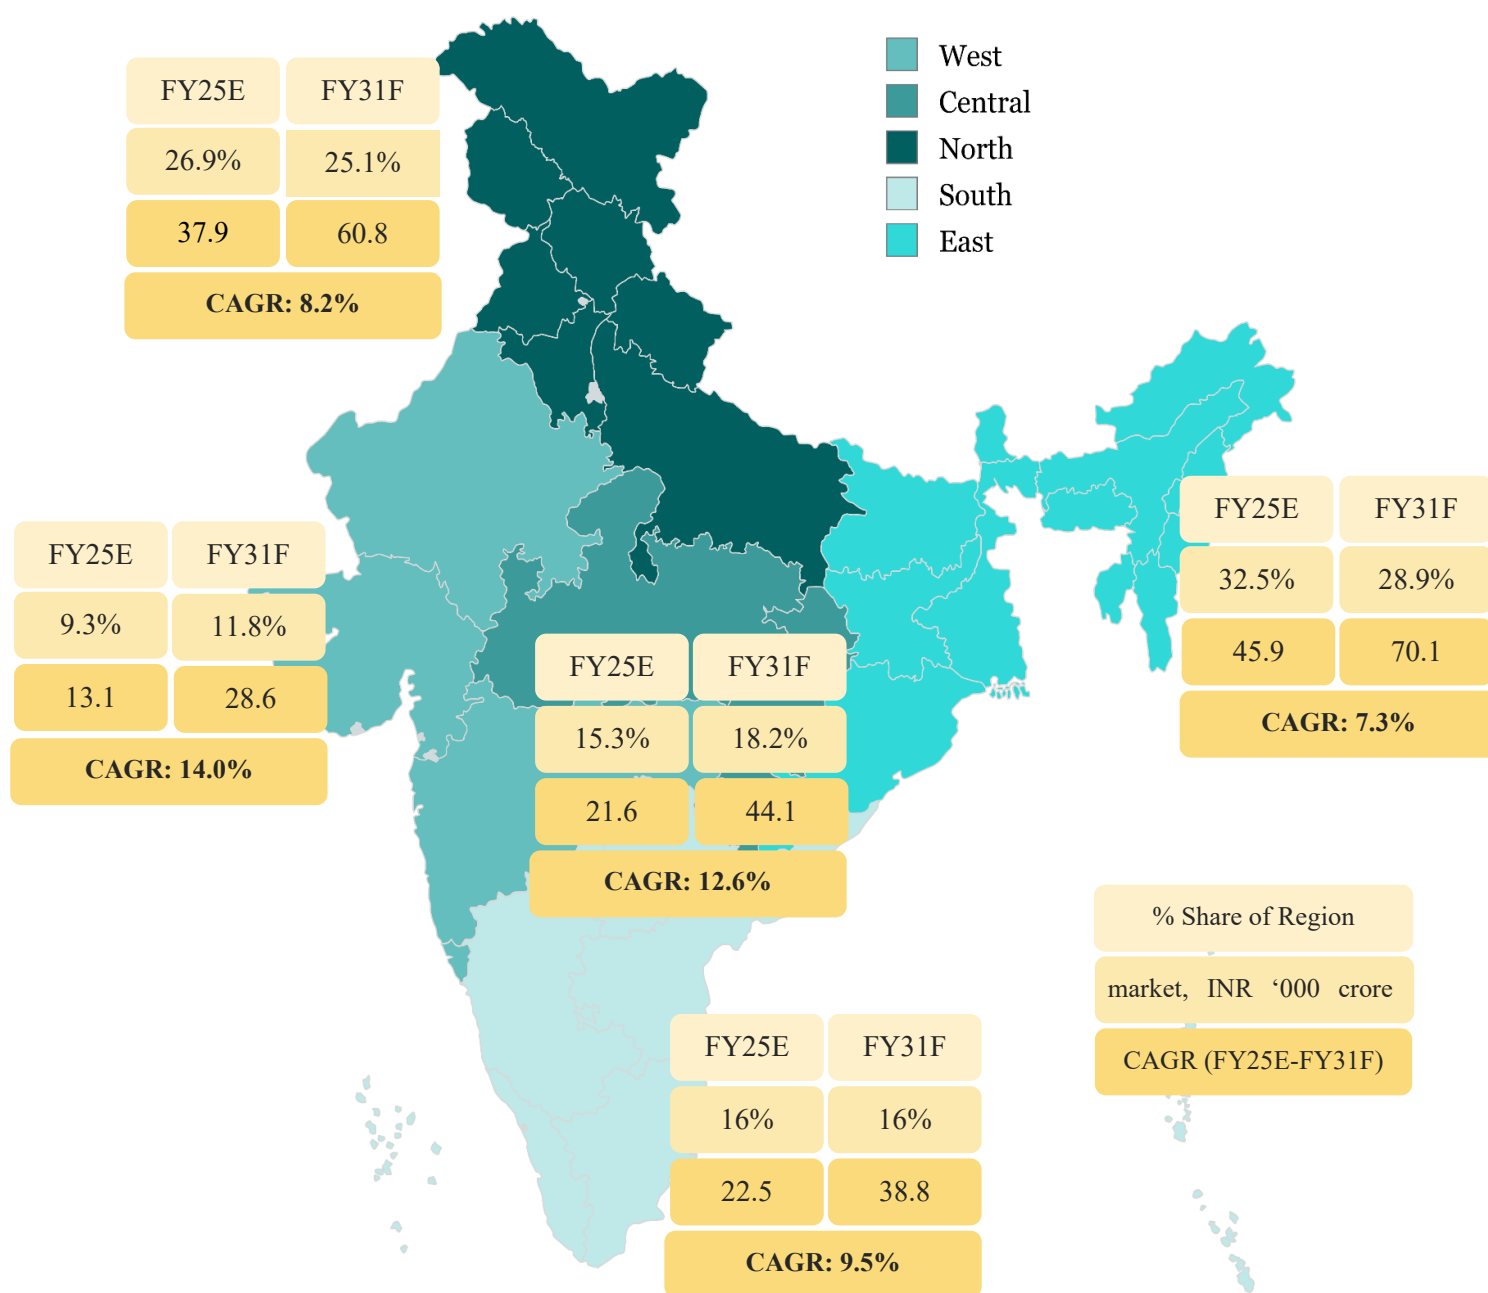 West
Central
North
South
East
FY25E FY31F
26.9% 25.1%
37.9 60.8
CAGR: 8.2%
FY25E FY31F
9.3% 11.8%
13.1 28.6
CAGR: 14.0%
FY25E FY31F
15.3% 18.2%
21.6 44.1
CAGR: 12.6%
FY25E FY31F
32.5% 28.9%
45.9 70.1
CAGR: 7.3%
FY25E FY31F
16% 16%
22.5 38.8
CAGR: 9.5%
% Share of Region
market, INR ‘000 crore
CAGR (FY25E-FY31F)